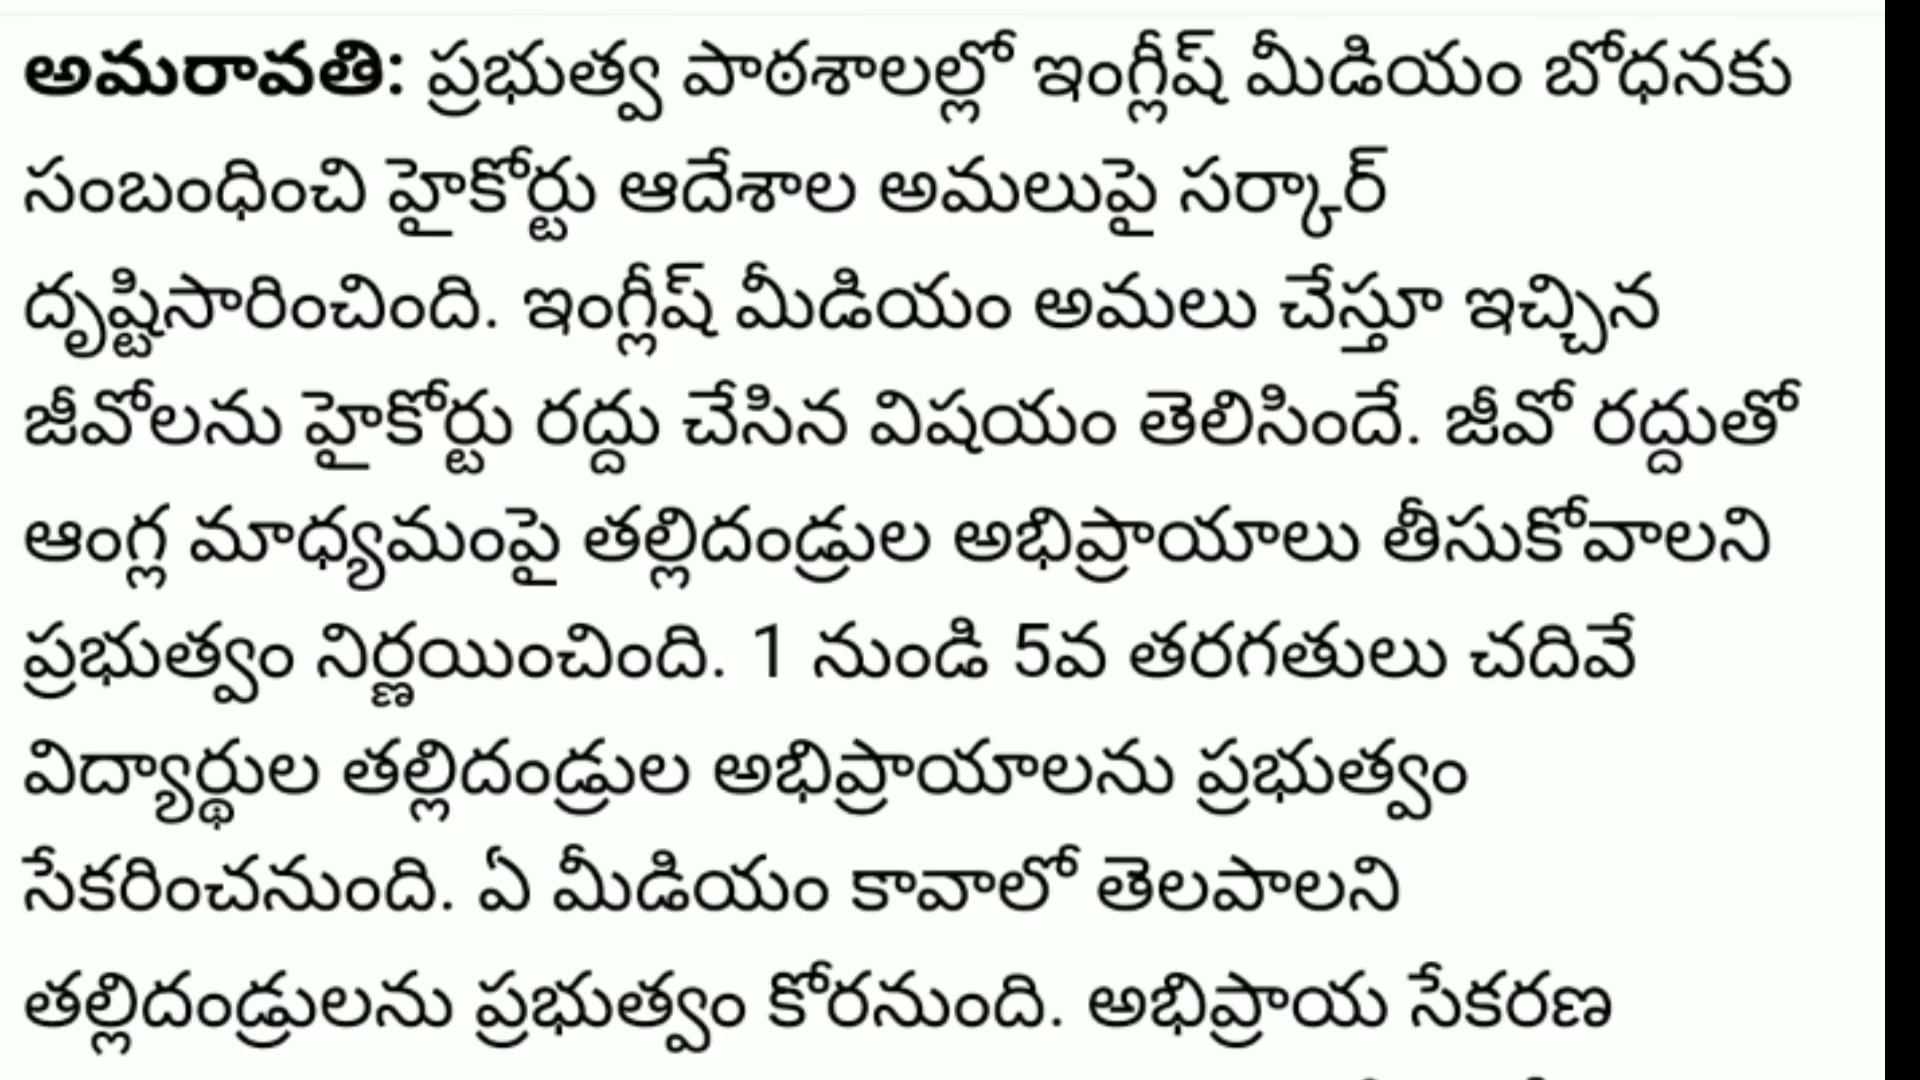 అమరావతి: ప్రభుత్వ పాఠశాలల్లో ఇంగ్లీష్ మీడియం బోధనకు
సంబంధించి హైకోర్టు ఆదేశాల అమలుపై సర్కార్
దృష్టిసారించింది. ఇంగ్లీష్ మీడియం అమలు చేస్తూ ఇచ్చిన
జీవోలను హైకోర్టు రద్దు చేసిన విషయం తెలిసిందే. జీవో రద్దుతో
ఆంగ్ల మాధ్యమంపై తల్లిదండ్రుల అభిప్రాయాలు తీసుకోవాలని
ప్రభుత్వం నిర్ణయించింది. 1 నుండి 5వ తరగతులు చదివే
విద్యార్థుల తల్లిదండ్రుల అభిప్రాయాలను ప్రభుత్వం
సేకరించనుంది. ఏ మీడియం కావాలో తెలపాలని
తల్లిదండ్రులను ప్రభుత్వం కోరనుంది. అభిప్రాయ సేకరణ